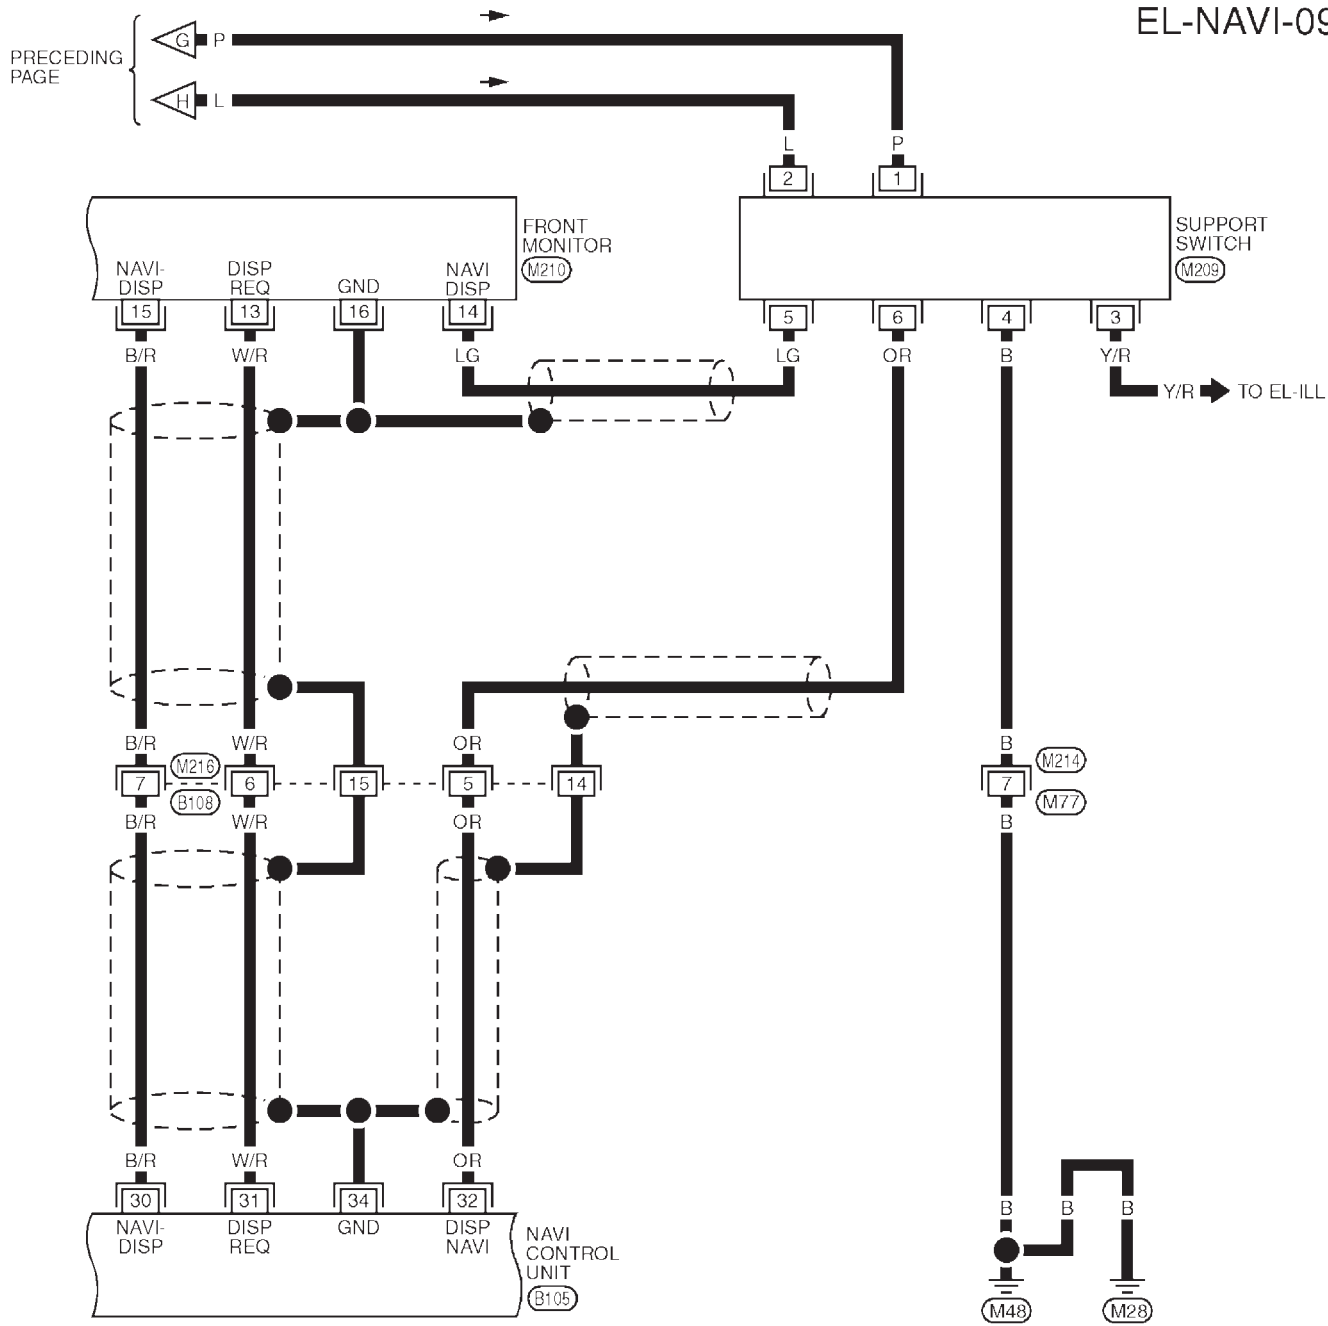 EL-NAVI-09
G P
PRECEDING
PAGE
H L
L P
2 1
FRONT
MONITOR
M210
SUPPORT
SWITCH
M209
NAVI-
DISP
DISP
REQ
GND
NAVI
DISP
15 13 16 14
5 6 4 3
B/R W/R LG LG OR B Y/R
Y/R TO EL-ILL
B/R W/R OR B
M216
M214
7 6 15 5 14 7
B108
M77
B/R W/R OR B
B/R W/R OR
30 31 34 32
B B B
NAVI-
DISP
DISP
REQ
GND
DISP
NAVI
NAVI
CONTROL
UNIT
B105
M48 M28